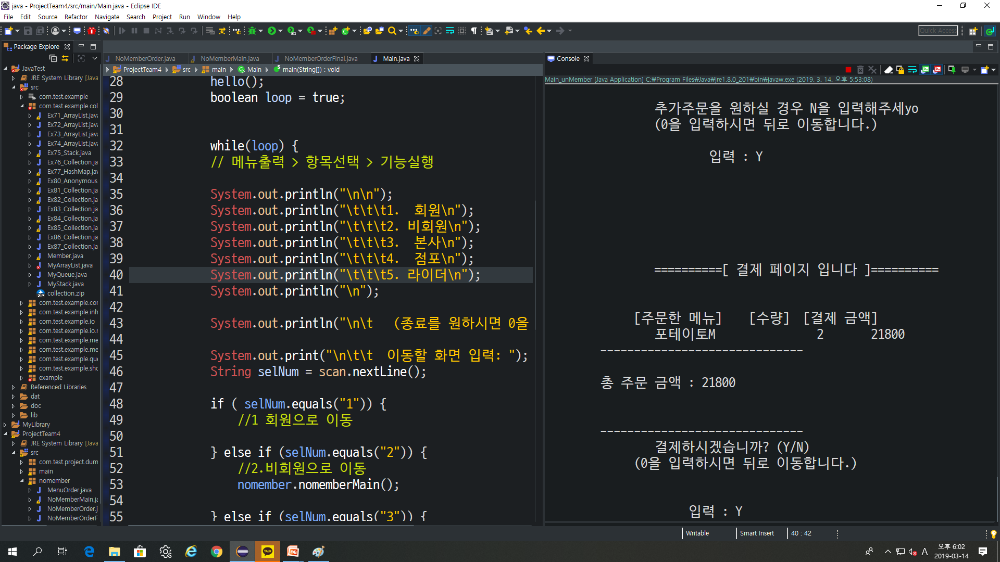 java - ProjectTeam4/src/main/Main.java - Eclipse IDE
File Edit Source Refactor Navigate Search Project Run Window Help
Quick Access
Package Explorer
JavaTest
JRE System Library [Java
src
com.test.example
com.test.example.col
Ex71_ArrayList.java
Ex72_ArrayList.java
Ex73_ArrayList.java
Ex74_ArrayList.java
Ex75_Stack.java
Ex76_Collection.java
Ex77_HashMap.jav
Ex80_Anonymous
Ex81_Collection.ja
Ex82_Collection.ja
Ex83_Collection.ja
Ex84_Collection.ja
Ex85_Collection.ja
Ex86_Collection.ja
Ex87_Collection.ja
Member.java
MyArrayList.java
MyQueue.java
MyStack.java
collection.zip
com.test.example.cor
com.test.example.inh
com.test.example.io
com.test.example.io.r
com.test.example.me
com.test.example.me
com.test.example.que
com.test.example.shc
example
Referenced Libraries
dat
doc
lib
MyLibrary
ProjectTeam4
JRE System Library [Java
src
com.test.project.dum
main
nomember
MenuOrder.java
NoMemberMain.ja
NoMemberOrder.j
NoMemberOrderF
NoMemberOrder.java NoMemberMain.java NoMemberOrderFinal.java Main.java
ProjectTeam4 src main Main main(String[]) : void
28 hello();
29 boolean loop = true;
30
31
32 while(loop) {
33 // 메뉴출력 > 항목선택 > 기능실행
34
35 System.out.println("\n\n");
36 System.out.println("\t\t\t1.  회원\n");
37 System.out.println("\t\t\t2. 비회원\n");
38 System.out.println("\t\t\t3.  본사\n");
39 System.out.println("\t\t\t4.  점포\n");
40 System.out.println("\t\t\t5. 라이더\n");
41 System.out.println("\n");
42
43 System.out.println("\n\t   (종료를 원하시면 0을
44
45 System.out.print("\n\t\t  이동할 화면 입력: ");
46 String selNum = scan.nextLine();
47
48 if ( selNum.equals("1")) {
49 //1 회원으로 이동
50
51 } else if (selNum.equals("2")) {
52 //2.비회원으로 이동
53 nomember.nomemberMain();
54
55 } else if (selNum.equals("3")) {
Console
Main_unMember [Java Application] C:₩Program Files₩Java₩jre1.8.0_201₩bin₩javaw.exe (2019. 3. 14. 오후 5:53:08)
추가주문을 원하실 경우 N을 입력해주세yo
(0을 입력하시면 뒤로 이동합니다.)
입력 : Y
==========[ 결제 페이지 입니다 ]==========
[주문한 메뉴] [수량] [결제 금액]
포테이토M 2 21800
------------------------------
총 주문 금액 : 21800
------------------------------
결제하시겠습니까? (Y/N)
(0을 입력하시면 뒤로 이동합니다.)
입력 : Y
Writable Smart Insert 40 : 42
TALK
A
오후 6:02
2019-03-14